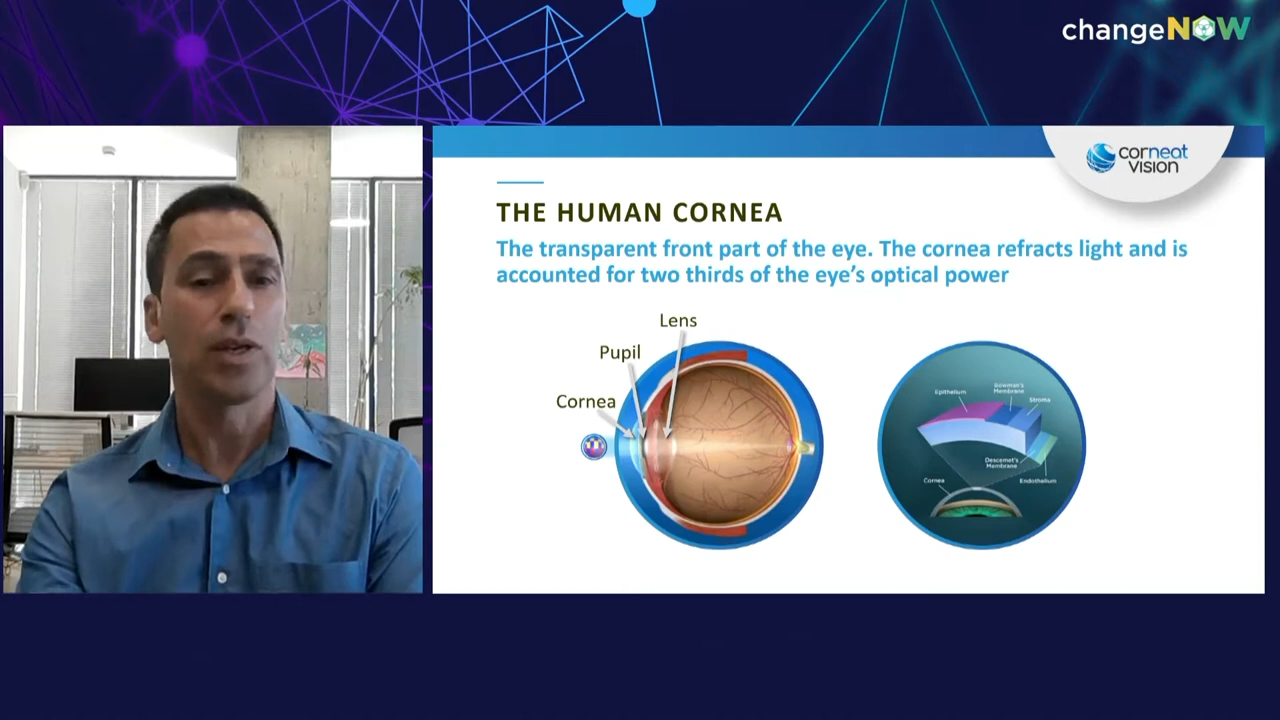 changeNOW
corneat
vision
THE HUMAN CORNEA
The transparent front part of the eye. The cornea refracts light and is
accounted for two thirds of the eye's optical power
Lens
Pupil
Cornea
Epithelium
Bowman's
Membrane
Stroma
Descemet's
Membrane
Endothelium
Cornea